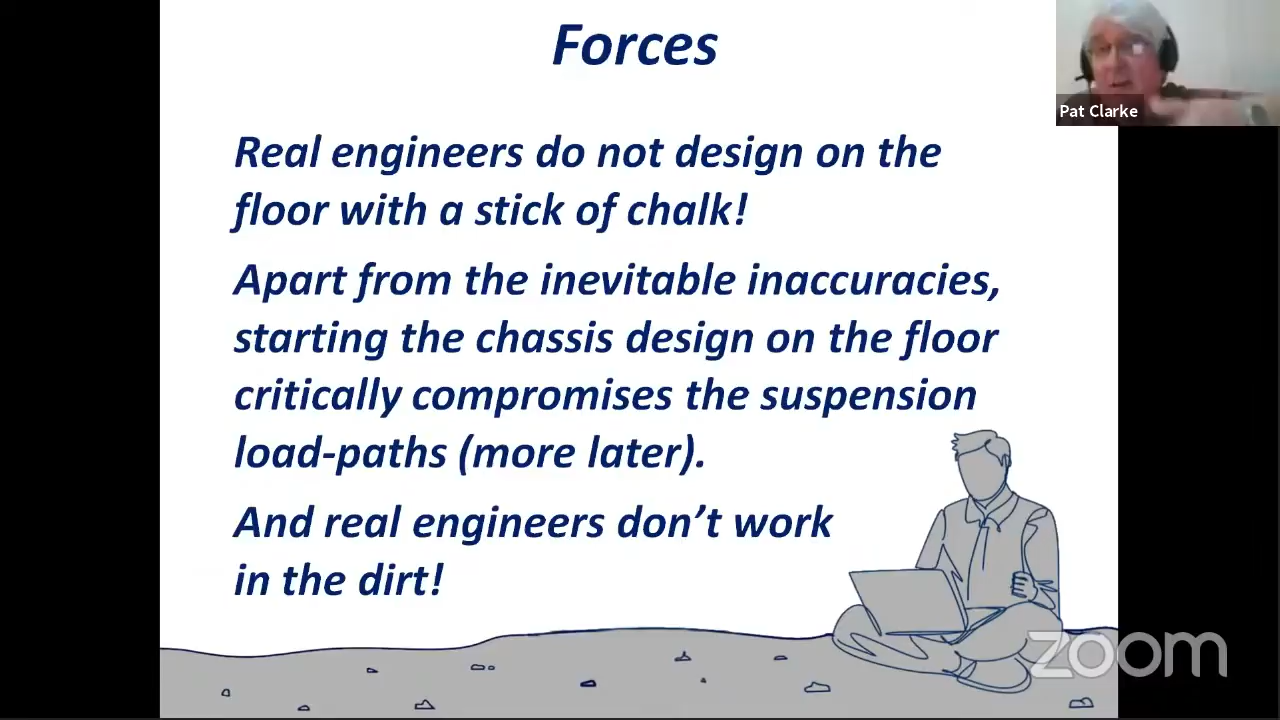 Forces
Pat Clarke
Real engineers do not design on the
floor with a stick of chalk!
Apart from the inevitable inaccuracies,
starting the chassis design on the floor
critically compromises the suspension
load-paths (more later).
And real engineers don’t work
in the dirt!
zoom